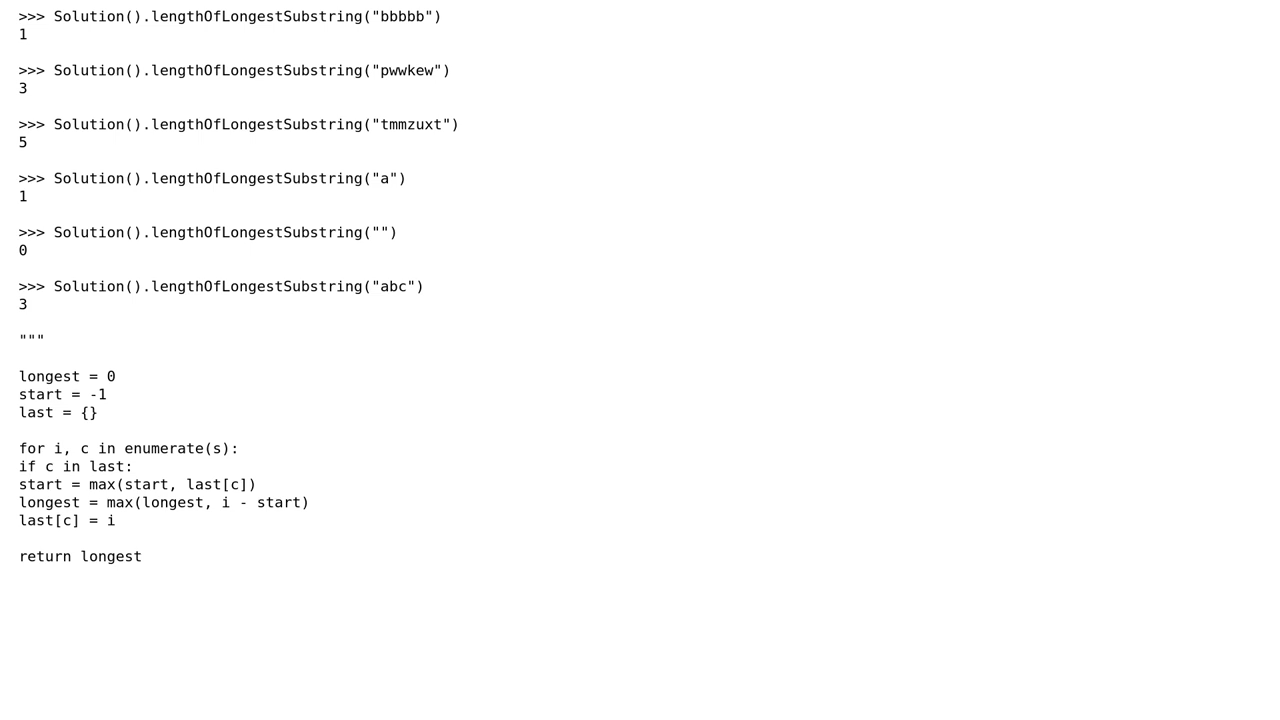 >>> Solution().lengthOfLongestSubstring("bbbbb")
1
>>> Solution().lengthOfLongestSubstring("pwwkew")
3
>>> Solution().lengthOfLongestSubstring("tmmzuxt")
5
>>> Solution().lengthOfLongestSubstring("a")
1
>>> Solution().lengthOfLongestSubstring("")
0
>>> Solution().lengthOfLongestSubstring("abc")
3
"""
longest = 0
start = -1
last = {}
for i, c in enumerate(s):
if c in last:
start = max(start, last[c])
longest = max(longest, i - start)
last[c] = i
return longest